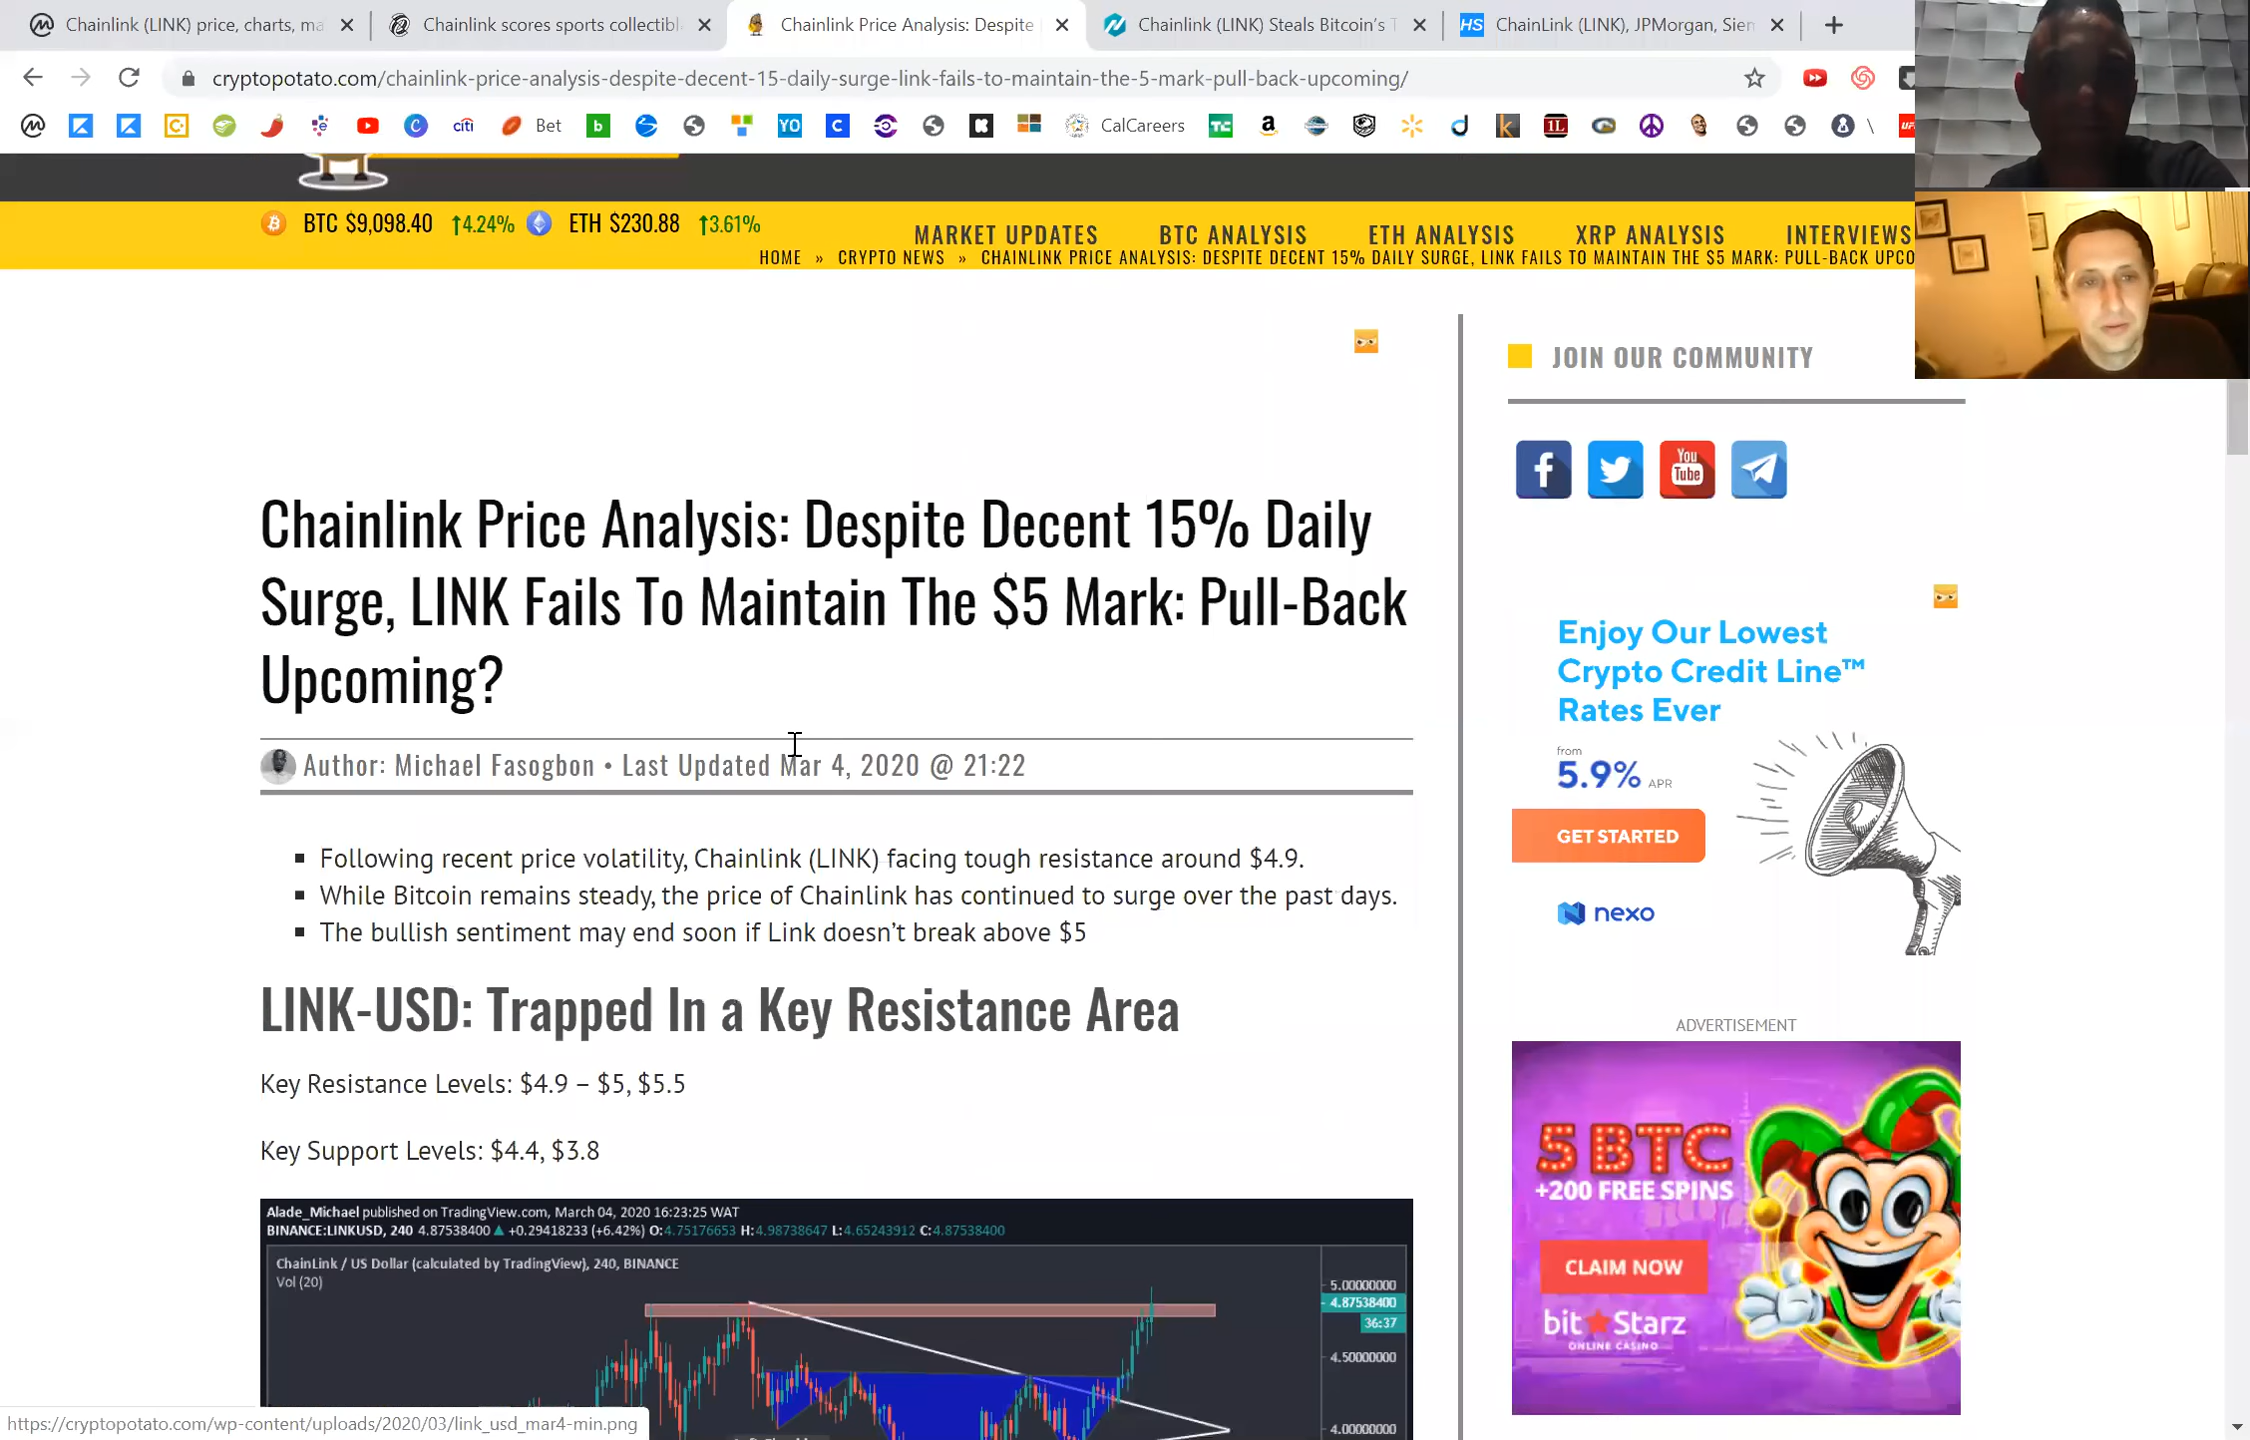 Chainlink (LINK) price, charts, ma
Chainlink scores sports collectibl
Chainlink Price Analysis: Despite
Chainlink (LINK) Steals Bitcoin's T
HS ChainLink (LINK), JPMorgan, Siem
cryptopotato.com/chainlink-price-analysis-despite-decent-15-daily-surge-link-fails-to-maintain-the-5-mark-pull-back-upcoming/
citi Bet b YO C CalCareers TC a d k 1L \ UF
BTC $9,098.40 ↑4.24% ETH $230.88 ↑3.61%
MARKET UPDATES BTC ANALYSIS ETH ANALYSIS XRP ANALYSIS INTERVIEWS
HOME » CRYPTO NEWS » CHAINLINK PRICE ANALYSIS: DESPITE DECENT 15% DAILY SURGE, LINK FAILS TO MAINTAIN THE $5 MARK: PULL-BACK UPCO
JOIN OUR COMMUNITY
You
Tube
Chainlink Price Analysis: Despite Decent 15% Daily
Surge, LINK Fails To Maintain The $5 Mark: Pull-Back
Upcoming?
Author: Michael Fasogbon • Last Updated Mar 4, 2020 @ 21:22
▪ Following recent price volatility, Chainlink (LINK) facing tough resistance around $4.9.
▪ While Bitcoin remains steady, the price of Chainlink has continued to surge over the past days.
▪ The bullish sentiment may end soon if Link doesn't break above $5
LINK-USD: Trapped In a Key Resistance Area
Key Resistance Levels: $4.9 – $5, $5.5
Key Support Levels: $4.4, $3.8
Alade_Michael published on TradingView.com, March 04, 2020 16:23:25 WAT
BINANCE:LINKUSD, 240 4.87538400 ▲ +0.29418233 (+6.42%) O:4.75176653 H:4.98738647 L:4.65243912 C:4.87538400
ChainLink / US Dollar (calculated by TradingView), 240, BINANCE
Vol (20)
5.00000000
4.87538400
36:37
4.50000000
4.00000000
Enjoy Our Lowest
Crypto Credit Line™
Rates Ever
from
5.9% APR
GET STARTED
nexo
ADVERTISEMENT
5 BTC
+200 FREE SPINS
CLAIM NOW
bit Starz
ONLINE CASINO
https://cryptopotato.com/wp-content/uploads/2020/03/link_usd_mar4-min.png